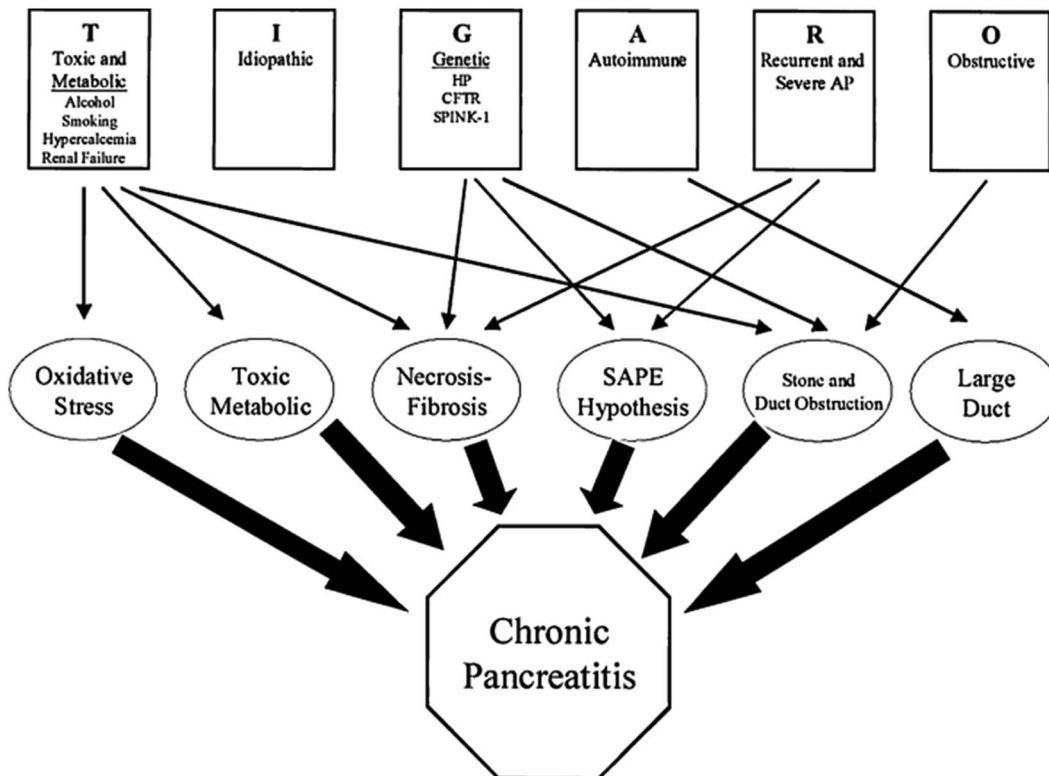 T
Toxic and
Metabolic
Alcohol
Smoking
Hypercalcemia
Renal Failure
I
Idiopathic
G
Genetic
HP
CFTR
SPINK-1
A
Autoimmune
R
Recurrent and
Severe AP
O
Obstructive
Oxidative
Stress
Toxic
Metabolic
Necrosis-
Fibrosis
SAPE
Hypothesis
Stone and
Duct Obstruction
Large
Duct
Chronic
Pancreatitis